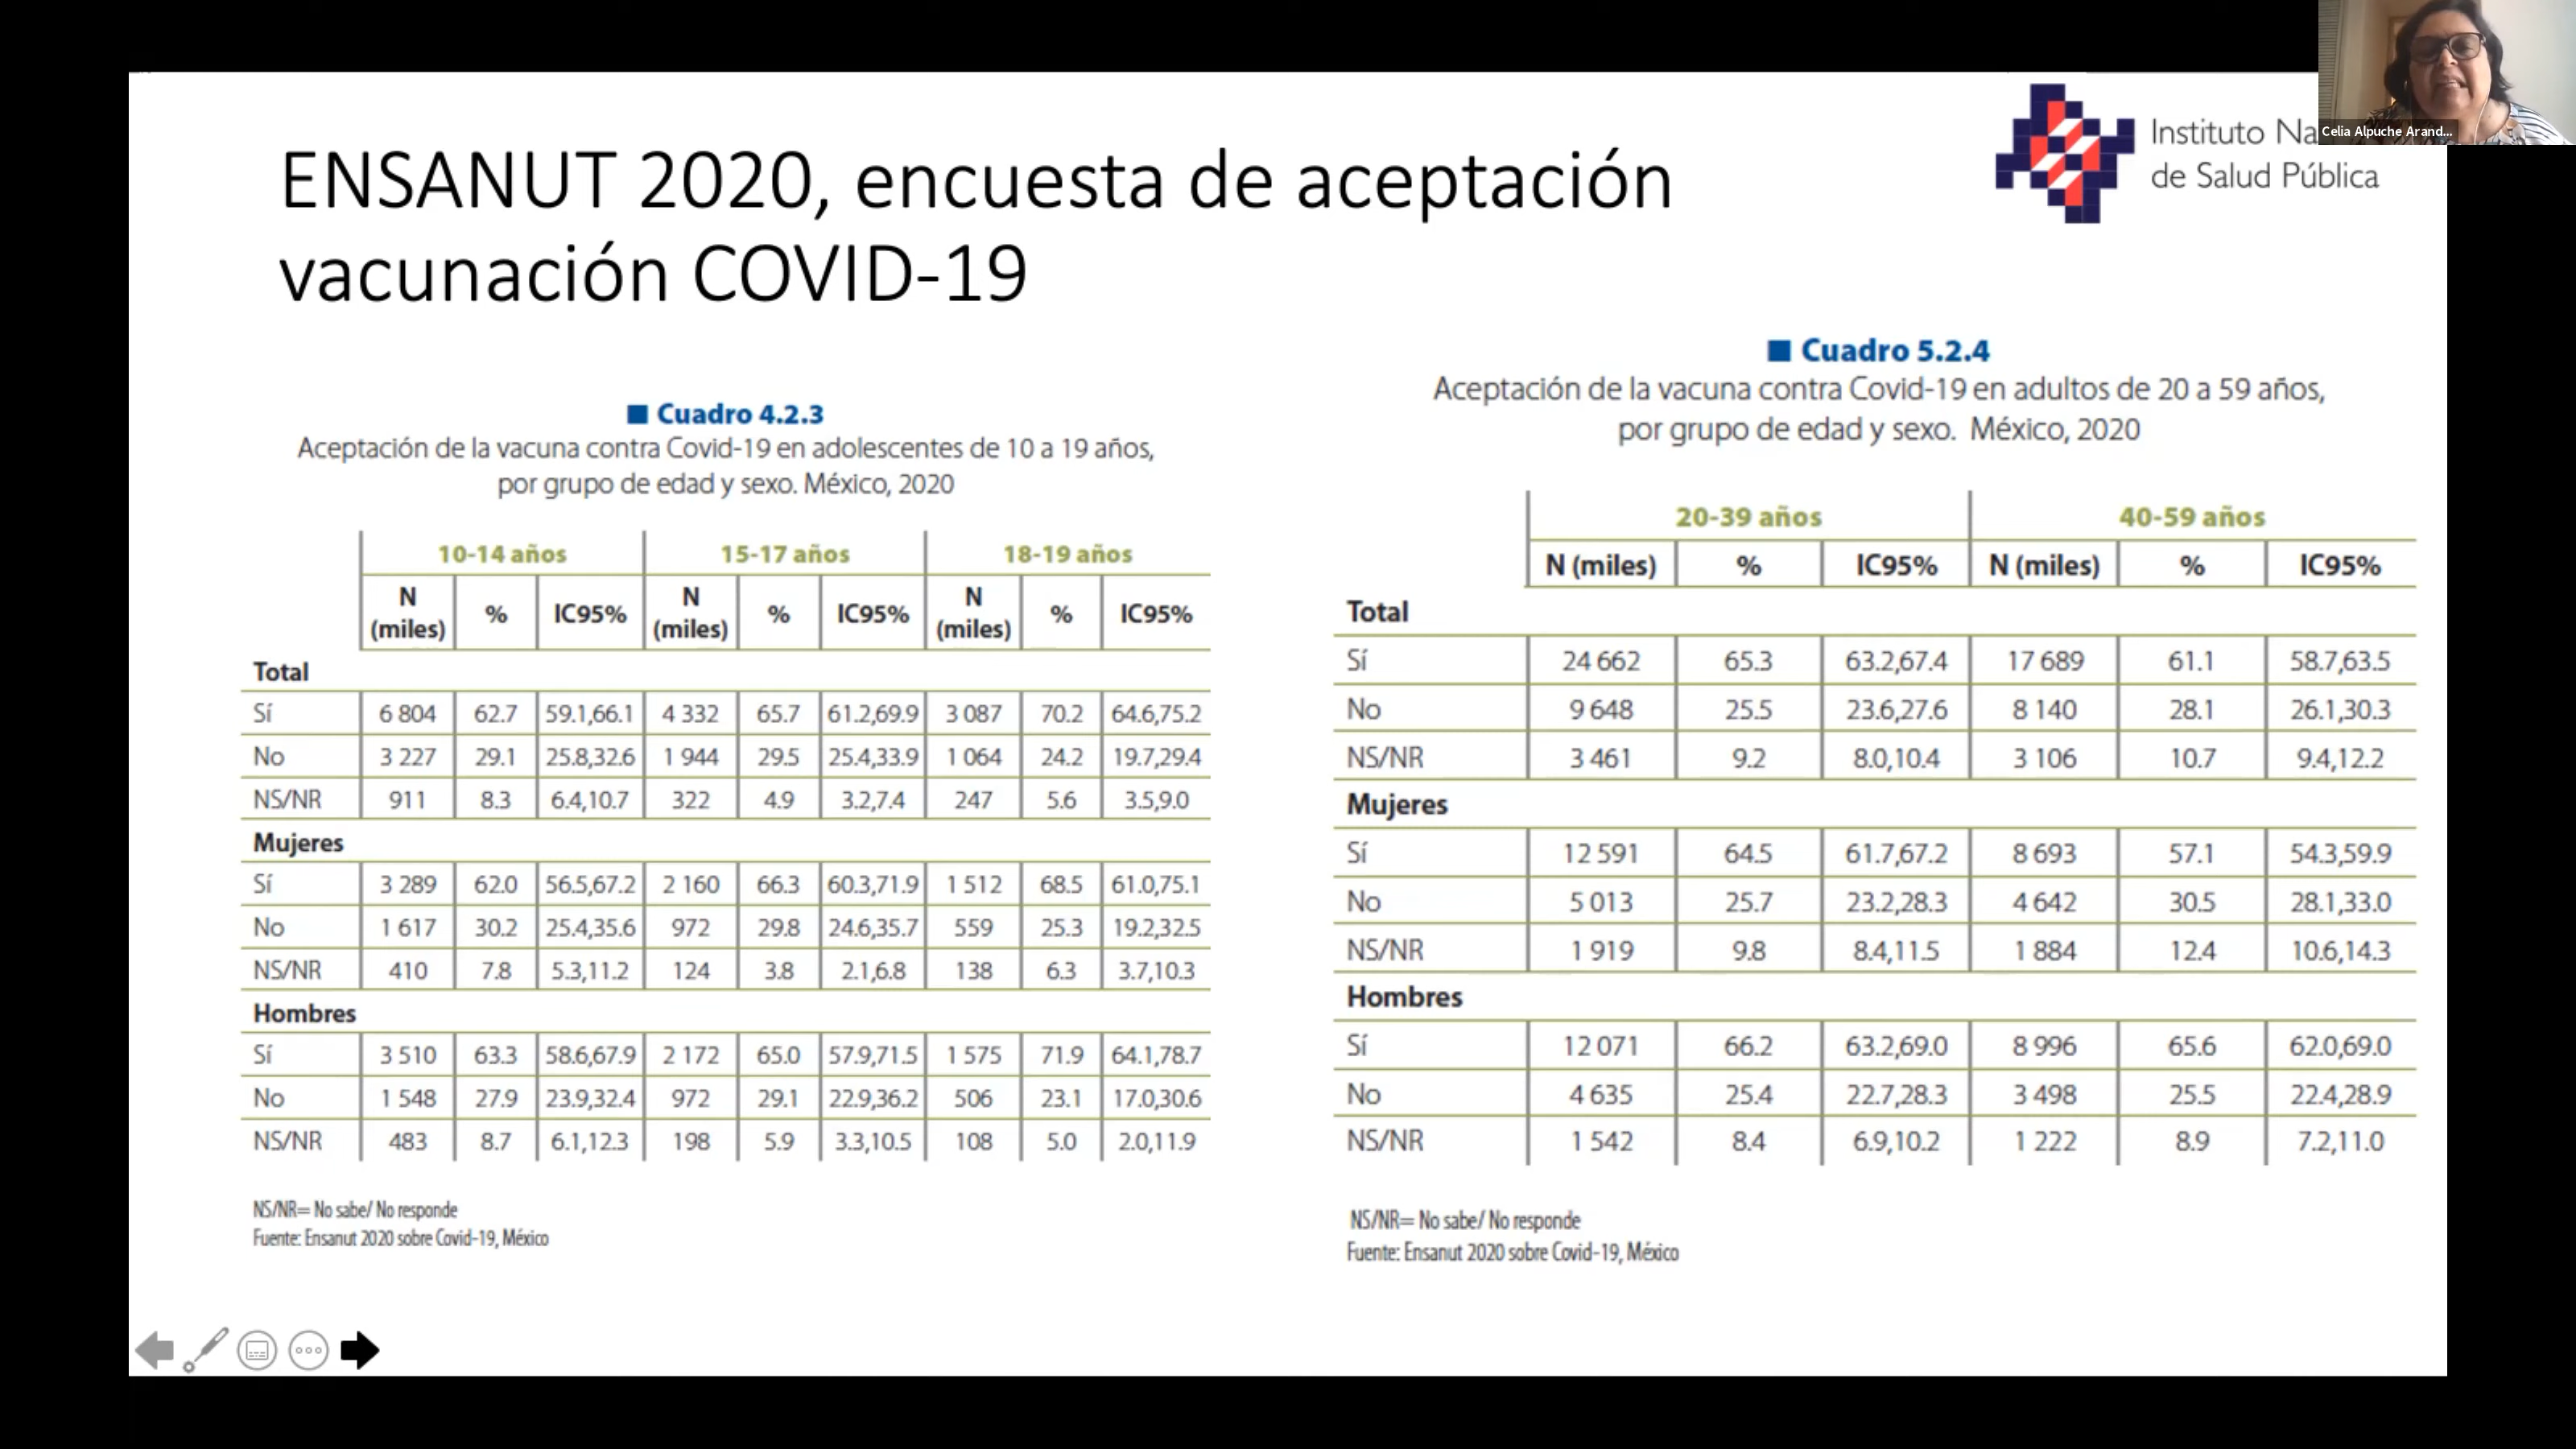 Celia Alpuche Arand...
Instituto Na
de Salud Pública
ENSANUT 2020, encuesta de aceptación
vacunación COVID-19
Cuadro 4.2.3
Aceptación de la vacuna contra Covid-19 en adolescentes de 10 a 19 años,
por grupo de edad y sexo. México, 2020
10-14 años 15-17 años 18-19 años
N (miles) % IC95% N (miles) % IC95% N (miles) % IC95%
Total
Sí 6 804 62.7 59.1,66.1 4 332 65.7 61.2,69.9 3 087 70.2 64.6,75.2
No 3 227 29.1 25.8,32.6 1 944 29.5 25.4,33.9 1 064 24.2 19.7,29.4
NS/NR 911 8.3 6.4,10.7 322 4.9 3.2,7.4 247 5.6 3.5,9.0
Mujeres
Sí 3 289 62.0 56.5,67.2 2 160 66.3 60.3,71.9 1 512 68.5 61.0,75.1
No 1 617 30.2 25.4,35.6 972 29.8 24.6,35.7 559 25.3 19.2,32.5
NS/NR 410 7.8 5.3,11.2 124 3.8 2.1,6.8 138 6.3 3.7,10.3
Hombres
Sí 3 510 63.3 58.6,67.9 2 172 65.0 57.9,71.5 1 575 71.9 64.1,78.7
No 1 548 27.9 23.9,32.4 972 29.1 22.9,36.2 506 23.1 17.0,30.6
NS/NR 483 8.7 6.1,12.3 198 5.9 3.3,10.5 108 5.0 2.0,11.9
NS/NR= No sabe/ No responde
Fuente: Ensanut 2020 sobre Covid-19, México
Cuadro 5.2.4
Aceptación de la vacuna contra Covid-19 en adultos de 20 a 59 años,
por grupo de edad y sexo. México, 2020
20-39 años 40-59 años
N (miles) % IC95% N (miles) % IC95%
Total
Sí 24 662 65.3 63.2,67.4 17 689 61.1 58.7,63.5
No 9 648 25.5 23.6,27.6 8 140 28.1 26.1,30.3
NS/NR 3 461 9.2 8.0,10.4 3 106 10.7 9.4,12.2
Mujeres
Sí 12 591 64.5 61.7,67.2 8 693 57.1 54.3,59.9
No 5 013 25.7 23.2,28.3 4 642 30.5 28.1,33.0
NS/NR 1 919 9.8 8.4,11.5 1 884 12.4 10.6,14.3
Hombres
Sí 12 071 66.2 63.2,69.0 8 996 65.6 62.0,69.0
No 4 635 25.4 22.7,28.3 3 498 25.5 22.4,28.9
NS/NR 1 542 8.4 6.9,10.2 1 222 8.9 7.2,11.0
NS/NR= No sabe/ No responde
Fuente: Ensanut 2020 sobre Covid-19, México